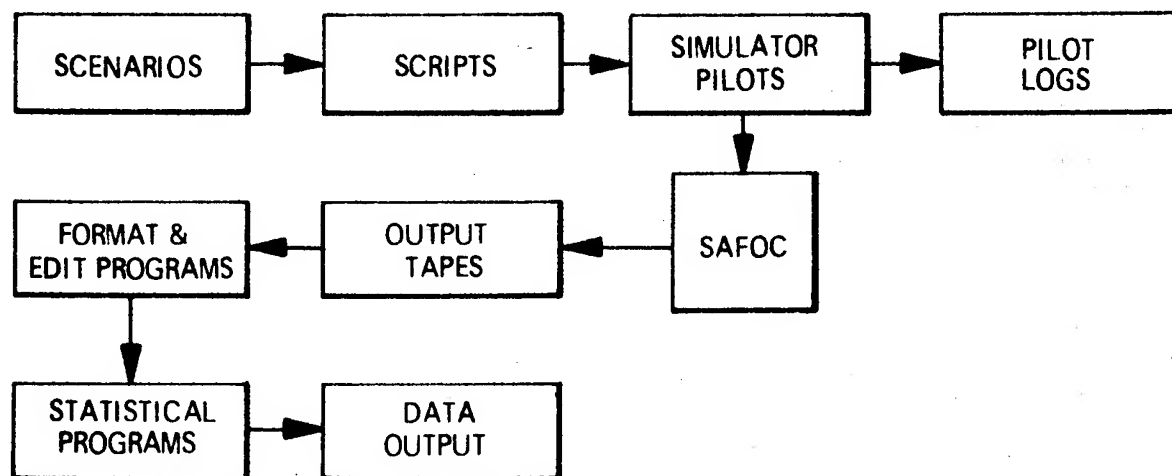 SCENARIOS
SCRIPTS
SIMULATOR
PILOTS
PILOT
LOGS
FORMAT &
EDIT PROGRAMS
OUTPUT
TAPES
SAFOC
STATISTICAL
PROGRAMS
DATA
OUTPUT